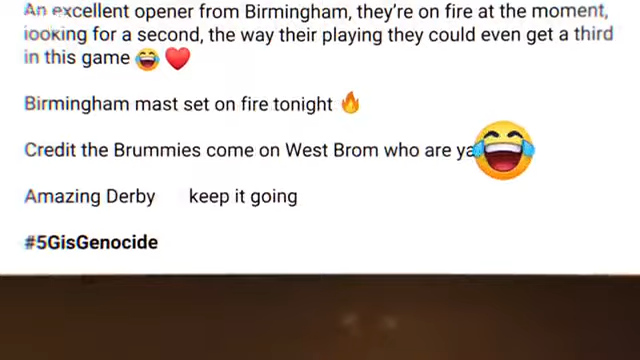 An excellent opener from Birmingham, they're on fire at the moment,
looking for a second, the way their playing they could even get a third
in this game 😂❤️
Birmingham mast set on fire tonight 🔥
Credit the Brummies come on West Brom who are ya
Amazing Derby keep it going
#5GisGenocide